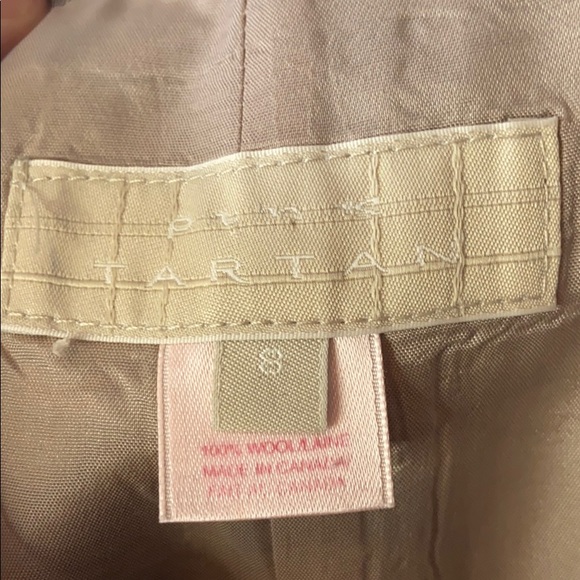 PINK
TARTAN
8
100% WOOL/LAINE
MADE IN CANADA
FAIT AU CANADA